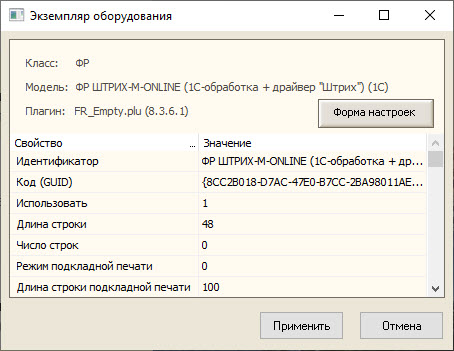 Экземпляр оборудования
Класс: ФР
Модель: ФР ШТРИХ-М-ONLINE (1С-обработка + драйвер "Штрих") (1С)
Плагин: FR_Empty.plu (8.3.6.1)
Форма настроек
Свойство ... Значение
Идентификатор ФР ШТРИХ-М-ONLINE (1С-обработка + др...
Код (GUID) {8CC2B018-D7AC-47E0-B7CC-2BA98011AE...
Использовать 1
Длина строки 48
Число строк 0
Режим подкладной печати 0
Длина строки подкладной печати 100
Применить Отмена